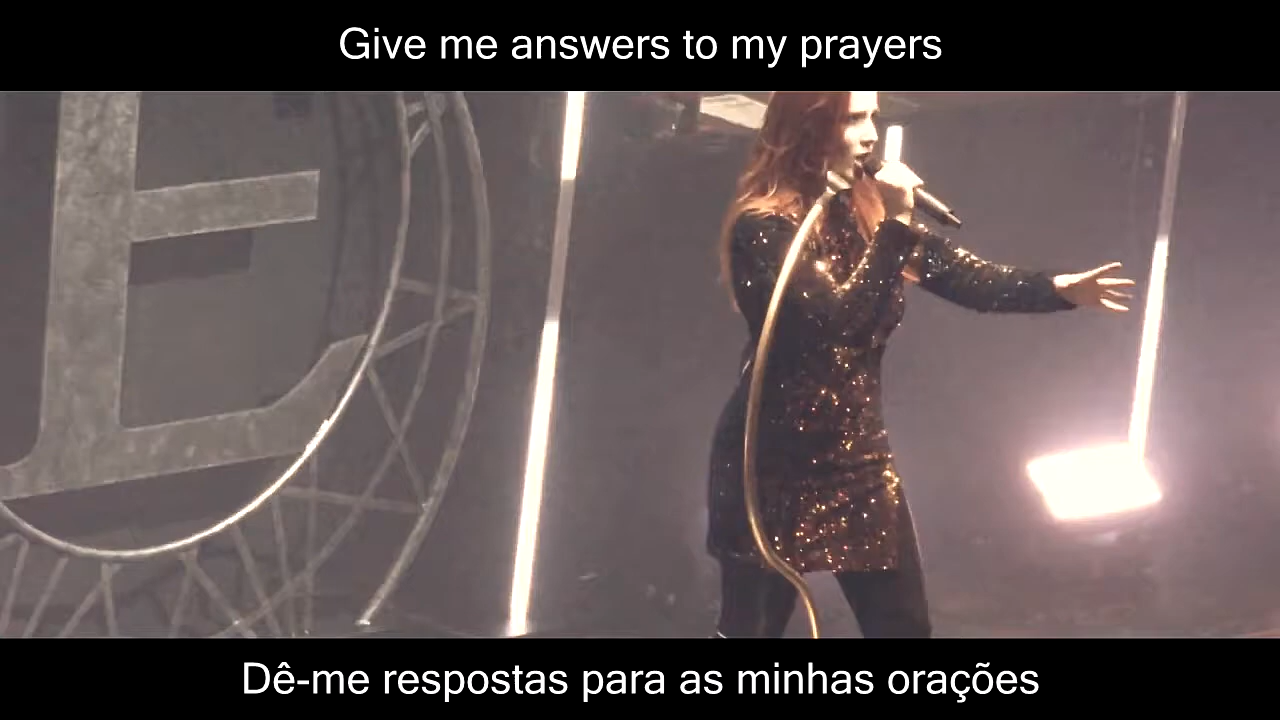 Give me answers to my prayers
E
Dê-me respostas para as minhas orações